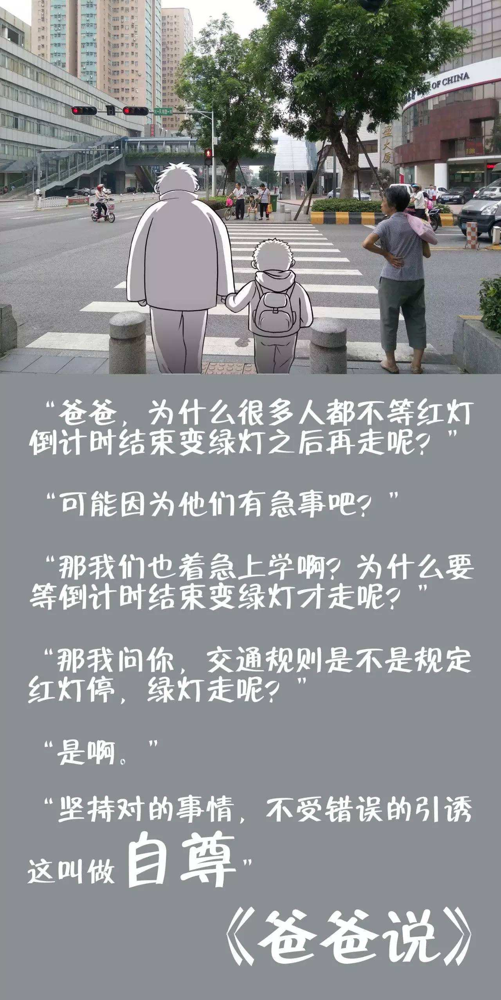 北 凤祥路 南
OF CHINA
大厦
“爸爸，为什么很多人都不等红灯
倒计时结束变绿灯之后再走呢？”
“可能因为他们有急事吧？”
“那我们也着急上学啊？为什么要
等倒计时结束变绿灯才走呢？”
“那我问你，交通规则是不是规定
红灯停，绿灯走呢？”
“是啊。”
“坚持对的事情，不受错误的引诱
这叫做自尊”
《爸爸说》